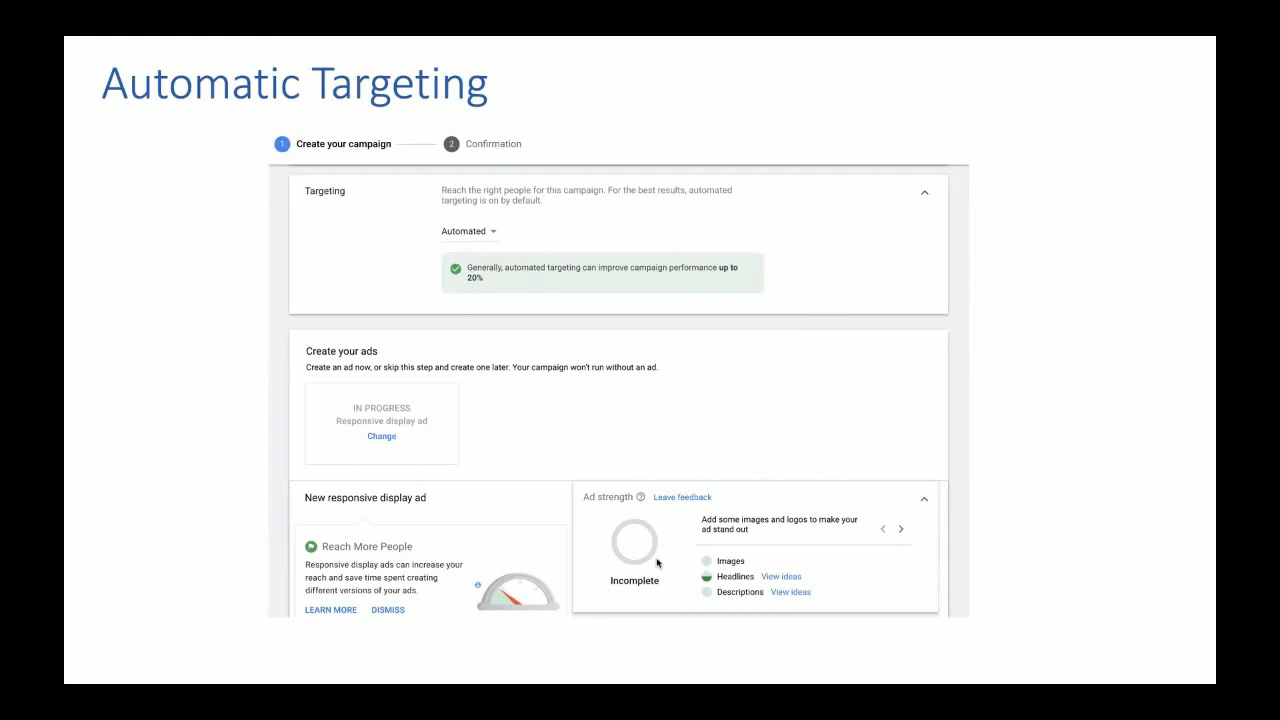 Automatic Targeting
1 Create your campaign 2 Confirmation
Targeting
Reach the right people for this campaign. For the best results, automated
targeting is on by default.
Automated
Generally, automated targeting can improve campaign performance up to
20%
Create your ads
Create an ad now, or skip this step and create one later. Your campaign won't run without an ad.
IN PROGRESS
Responsive display ad
Change
New responsive display ad
Reach More People
Responsive display ads can increase your
reach and save time spent creating
different versions of your ads.
LEARN MORE DISMISS
Ad strength Leave feedback
Incomplete
Add some images and logos to make your
ad stand out
Images
Headlines View ideas
Descriptions View ideas